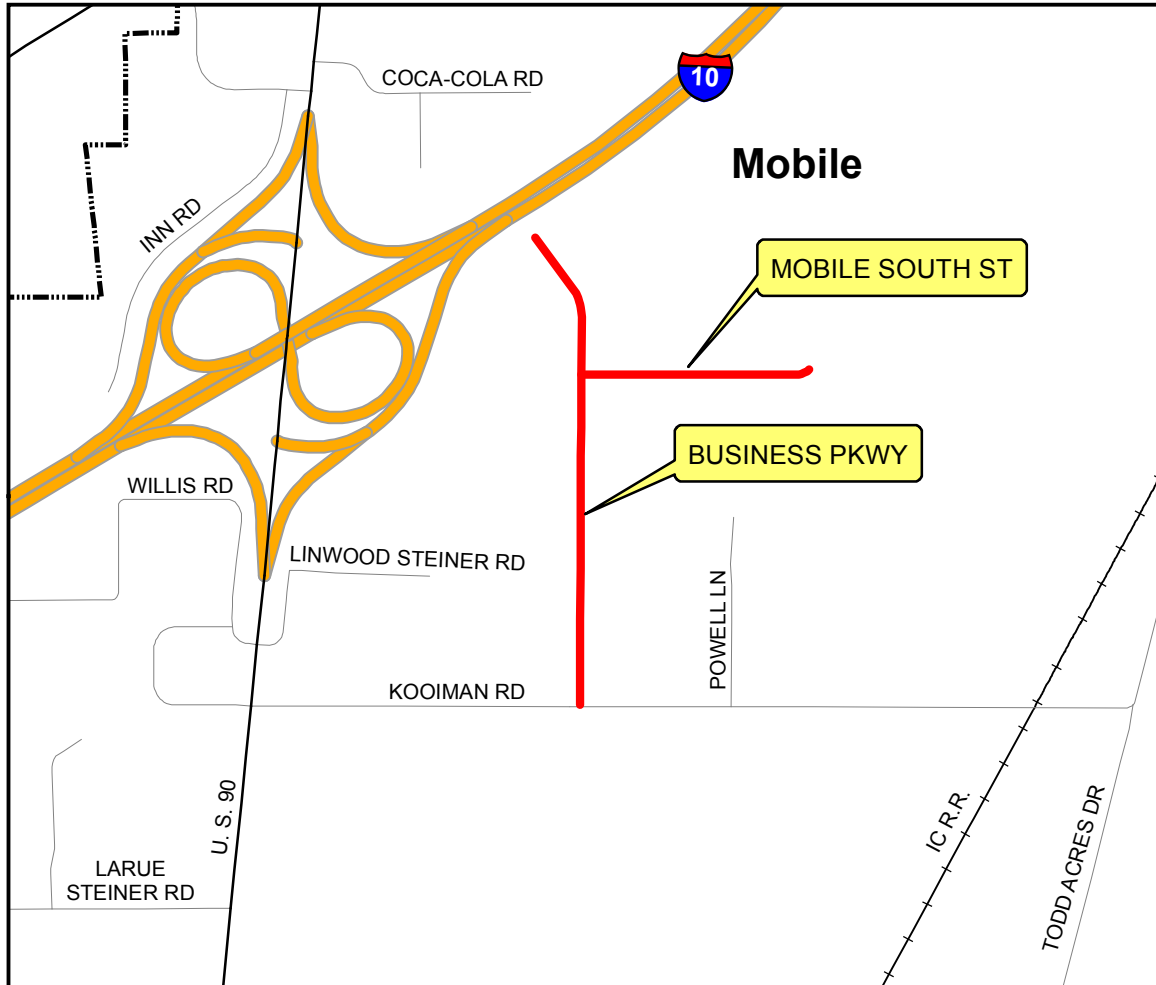 COCA-COLA RD
10
Mobile
INN RD
MOBILE SOUTH ST
BUSINESS PKWY
WILLIS RD
LINWOOD STEINER RD
POWELL LN
KOOIMAN RD
U. S. 90
IC R.R.
TODD ACRES DR
LARUE
STEINER RD